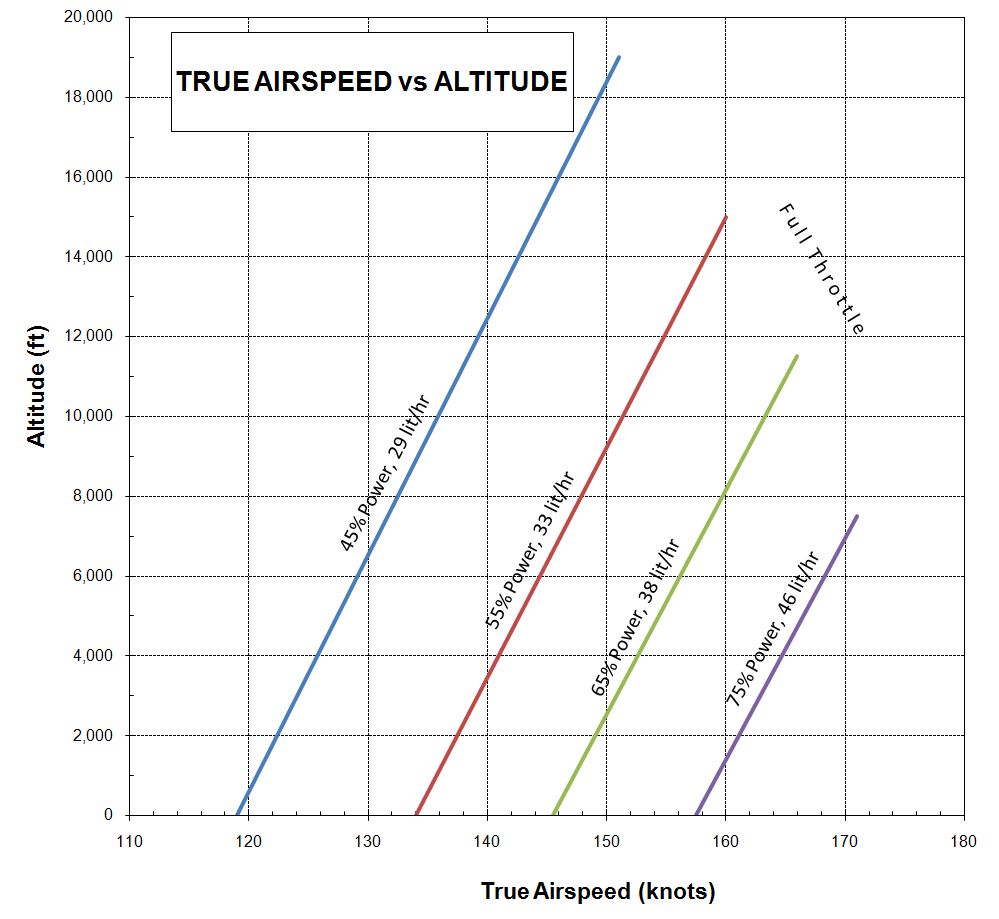 TRUE AIRSPEED vs ALTITUDE
20,000
18,000
16,000
14,000
12,000
10,000
8,000
6,000
4,000
2,000
0
Altitude (ft)
Full Throttle
45% Power, 29 lit/hr
55% Power, 33 lit/hr
65% Power, 38 lit/hr
75% Power, 46 lit/hr
110 120 130 140 150 160 170 180
True Airspeed (knots)